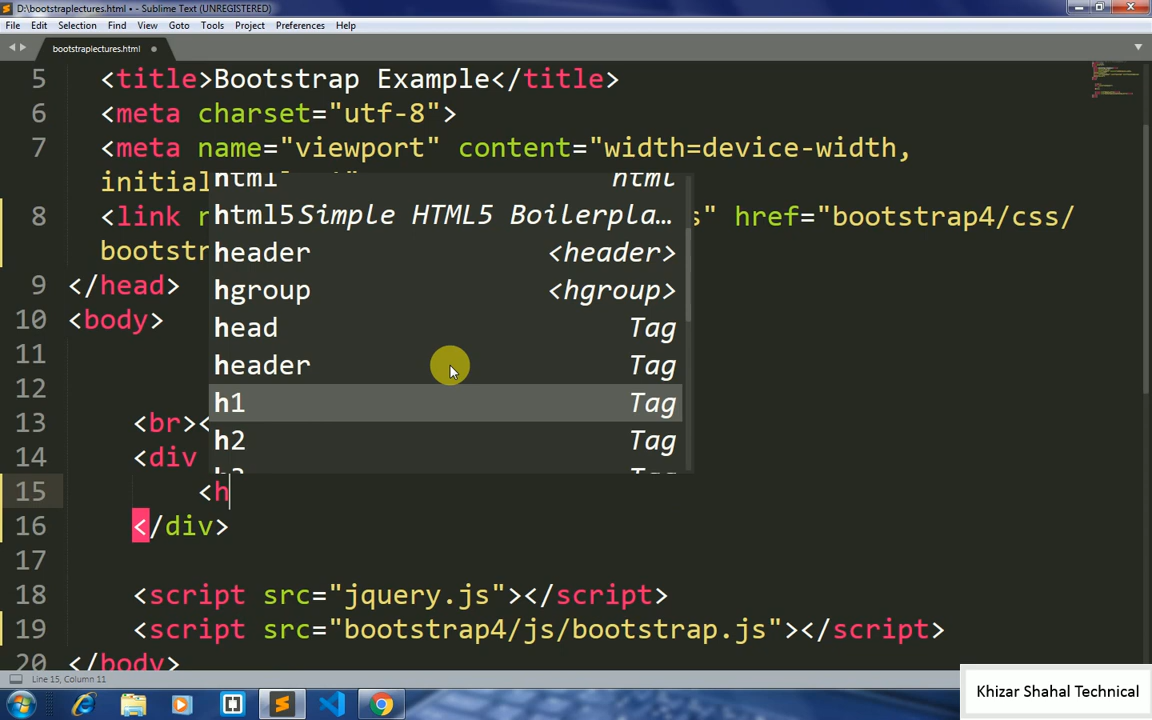 D:\bootstraplectures.html • - Sublime Text (UNREGISTERED)
File Edit Selection Find View Goto Tools Project Preferences Help
bootstraplectures.html
5 <title>Bootstrap Example</title>
6 <meta charset="utf-8">
7 <meta name="viewport" content="width=device-width,
initial
html html
8 <link r s" href="bootstrap4/css/
html5 Simple HTML5 Boilerpla…
bootstr
header <header>
9 </head>
hgroup <hgroup>
10 <body>
head Tag
11
header Tag
12
h1 Tag
13 <br><
h2 Tag
14 <div
15 <h
16 </div>
17
18 <script src="jquery.js"></script>
19 <script src="bootstrap4/js/bootstrap.js"></script>
20 </body>
Line 15, Column 11
Khizar Shahal Technical